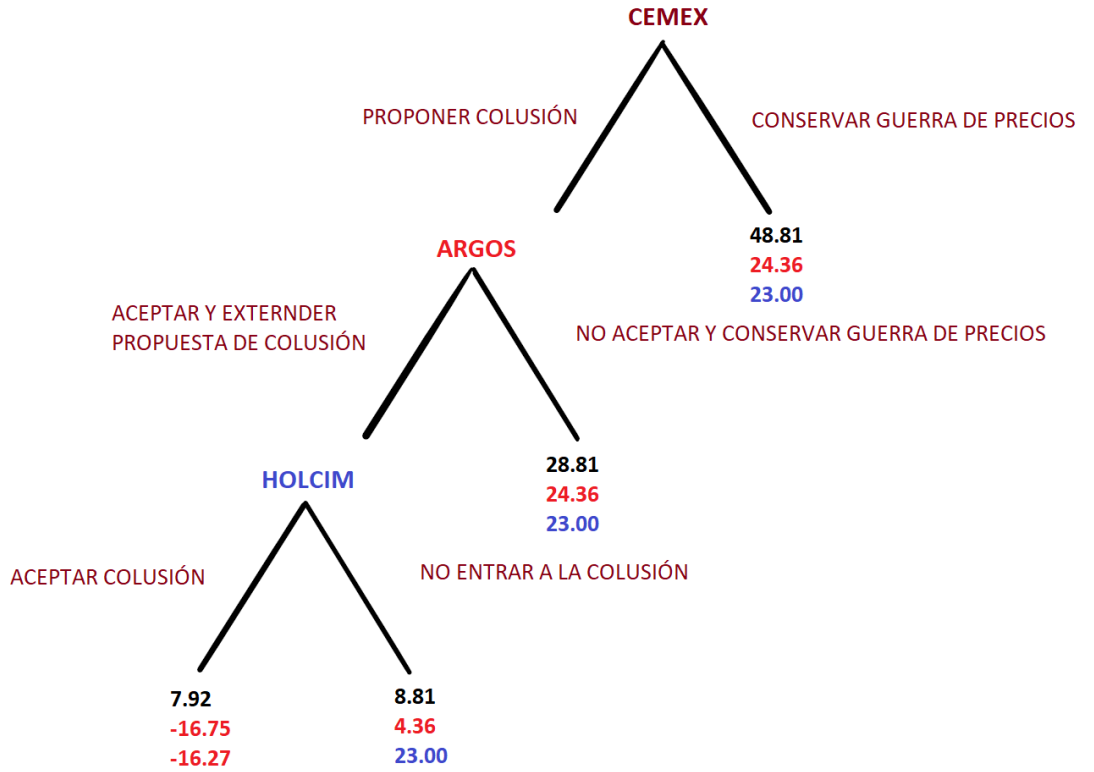 CEMEX
PROPONER COLUSIÓN
CONSERVAR GUERRA DE PRECIOS
48.81
24.36
23.00
ARGOS
ACEPTAR Y EXTERNDER
PROPUESTA DE COLUSIÓN
NO ACEPTAR Y CONSERVAR GUERRA DE PRECIOS
28.81
24.36
23.00
HOLCIM
ACEPTAR COLUSIÓN
NO ENTRAR A LA COLUSIÓN
7.92
-16.75
-16.27
8.81
4.36
23.00